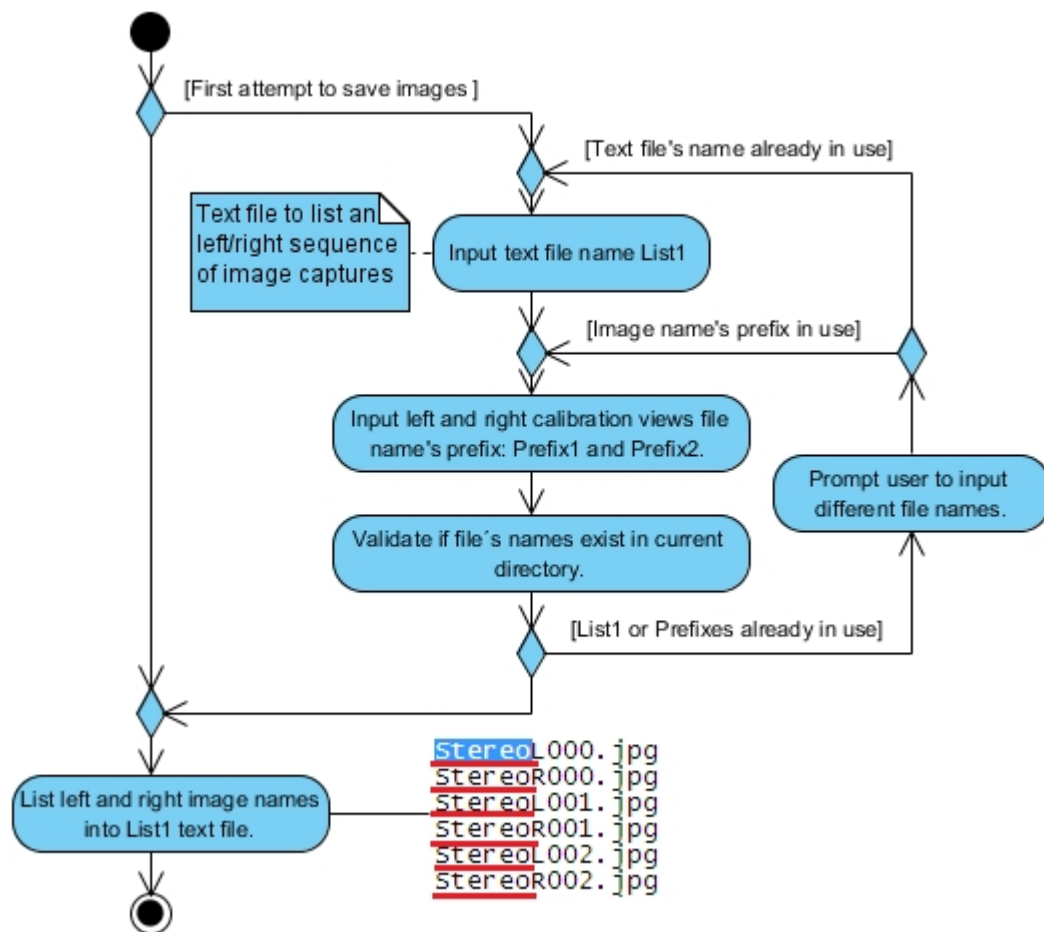 [First attempt to save images ]
[Text file's name already in use]
Text file to list an
left/right sequence
of image captures
Input text file name List1
[Image name's prefix in use]
Input left and right calibration views file
name's prefix: Prefix1 and Prefix2.
Prompt user to input
different file names.
Validate if file´s names exist in current
directory.
[List1 or Prefixes already in use]
StereoL000.jpg
StereoR000.jpg
StereoL001.jpg
StereoR001.jpg
StereoL002.jpg
StereoR002.jpg
List left and right image names
into List1 text file.